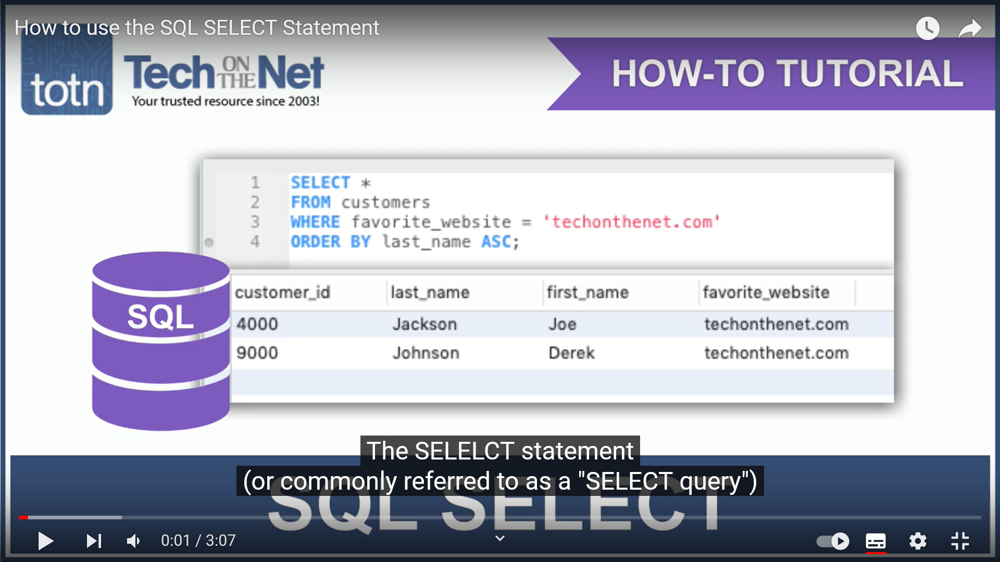 How to use the SQL SELECT Statement
totn
Tech ON THE Net
Your trusted resource since 2003!
HOW-TO TUTORIAL
1 SELECT *
2 FROM customers
3 WHERE favorite_website = 'techonthenet.com'
4 ORDER BY last_name ASC;
SQL
customer_id last_name first_name favorite_website
4000 Jackson Joe techonthenet.com
9000 Johnson Derek techonthenet.com
The SELELCT statement
(or commonly referred to as a "SELECT query")
SQL SELECT
0:01 / 3:07